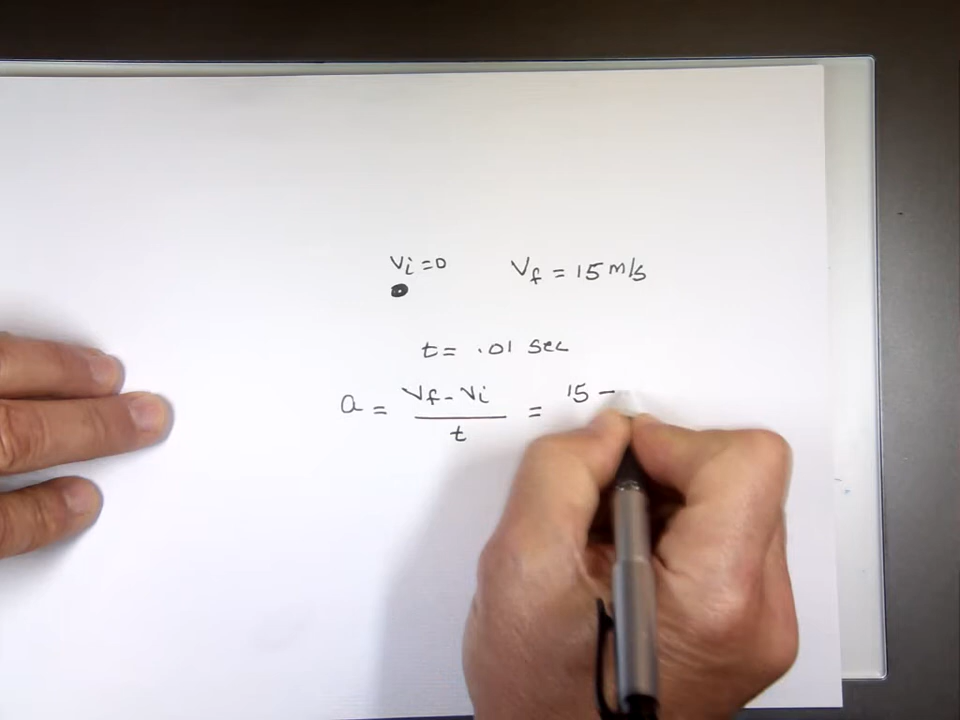 Vi = 0 Vf = 15 m/s
t = .01 sec
a = Vf - Vi / t = 15 -